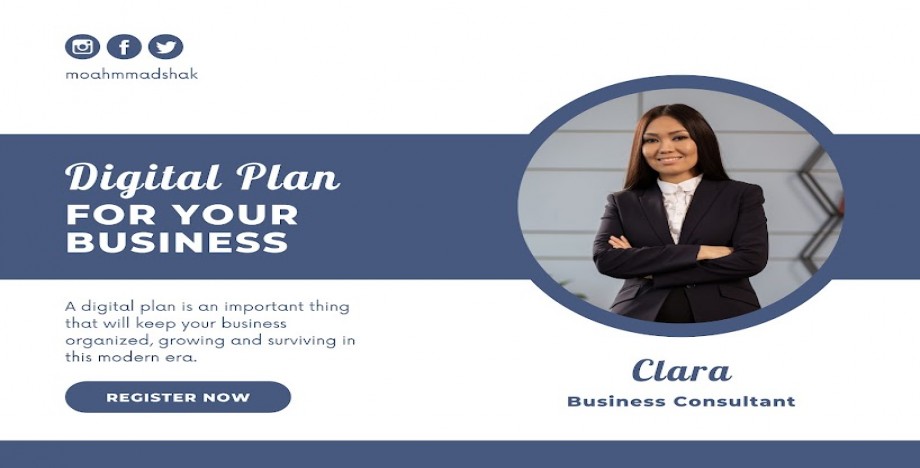 moahmmadshak
Digital Plan
FOR YOUR
BUSINESS
A digital plan is an important thing
that will keep your business
organized, growing and surviving in
this modern era.
REGISTER NOW
Clara
Business Consultant